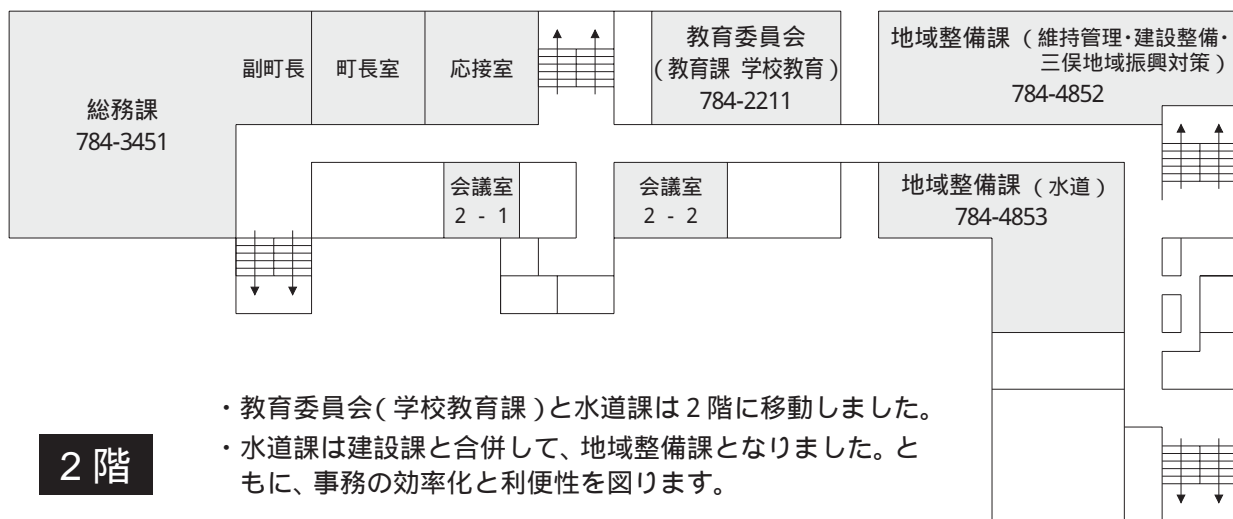 副町長
町長室
応接室
総務課
784-3451
教育委員会
(教育課 学校教育)
784-2211
地域整備課 (維持管理・建設整備・
三俣地域振興対策)
784-4852
会議室
2 - 1
会議室
2 - 2
地域整備課 (水道)
784-4853
・教育委員会(学校教育課)と水道課は2階に移動しました。
・水道課は建設課と合併して、地域整備課となりました。と
もに、事務の効率化と利便性を図ります。
2階